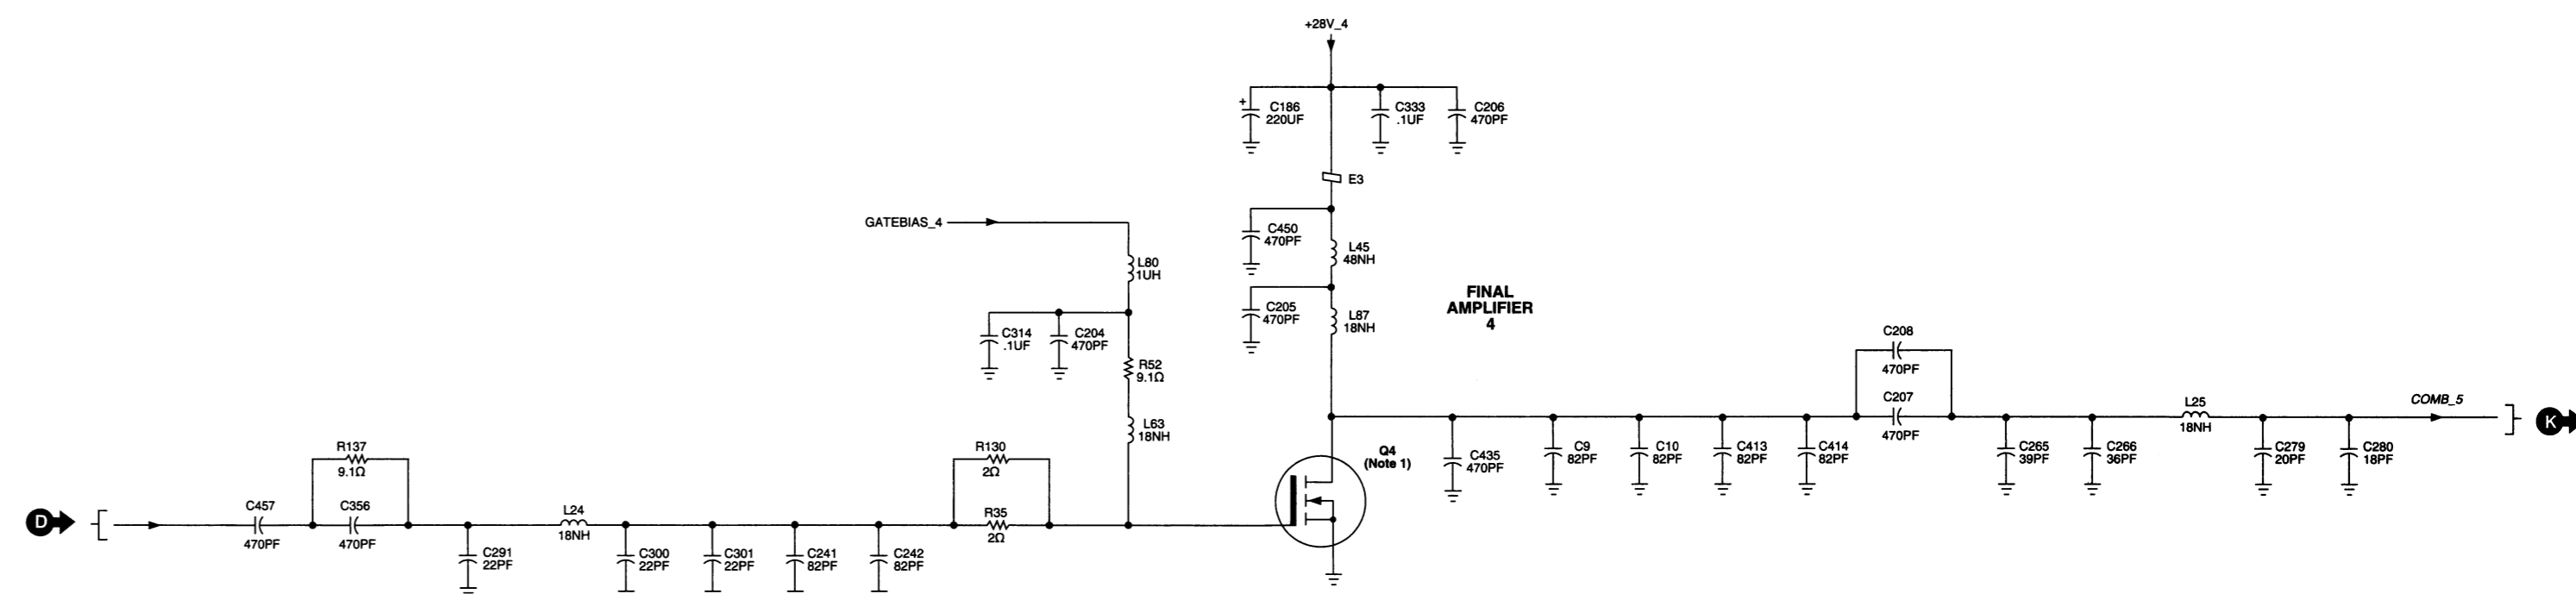 +28V_4
+
C186
220UF
C333
.1UF
C206
470PF
E3
GATEBIAS_4
C450
470PF
L45
48NH
L80
1UH
C205
470PF
L87
18NH
FINAL
AMPLIFIER
4
C314
.1UF
C204
470PF
R52
9.1Ω
L63
18NH
C208
470PF
C207
470PF
L25
18NH
COMB_5
K
R137
9.1Ω
R130
2Ω
Q4
(Note 1)
C435
470PF
C9
82PF
C10
82PF
C413
82PF
C414
82PF
C265
39PF
C266
36PF
C279
20PF
C280
18PF
D
C457
470PF
C356
470PF
L24
18NH
R35
2Ω
C291
22PF
C300
22PF
C301
22PF
C241
82PF
C242
82PF